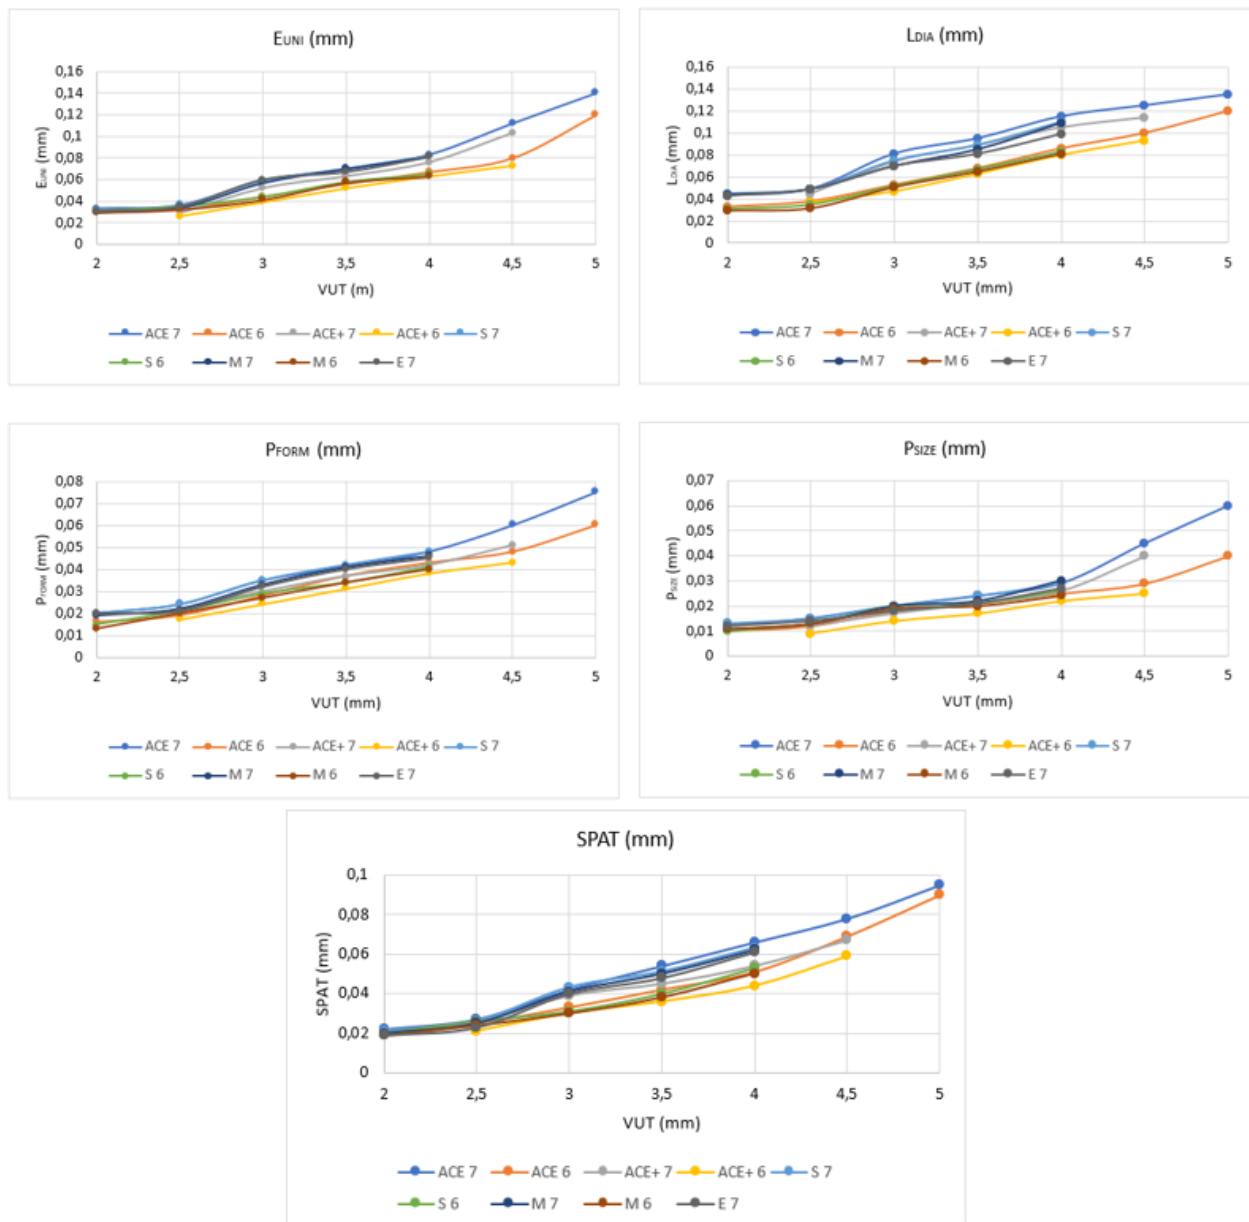 EUNI (mm)
0,16
0,14
0,12
0,1
0,08
0,06
0,04
0,02
0
EUNI (mm)
2 2,5 3 3,5 4 4,5 5
VUT (m)
ACE 7 ACE 6 ACE+ 7 ACE+ 6 S 7
S 6 M 7 M 6 E 7
LDIA (mm)
0,16
0,14
0,12
0,1
0,08
0,06
0,04
0,02
0
LDIA (mm)
2 2,5 3 3,5 4 4,5 5
VUT (mm)
ACE 7 ACE 6 ACE+ 7 ACE+ 6 S 7
S 6 M 7 M 6 E 7
PFORM (mm)
0,08
0,07
0,06
0,05
0,04
0,03
0,02
0,01
0
PFORM (mm)
2 2,5 3 3,5 4 4,5 5
VUT (mm)
ACE 7 ACE 6 ACE+ 7 ACE+ 6 S 7
S 6 M 7 M 6 E 7
PSIZE (mm)
0,07
0,06
0,05
0,04
0,03
0,02
0,01
0
PSIZE (mm)
2 2,5 3 3,5 4 4,5 5
VUT (mm)
ACE 7 ACE 6 ACE+ 7 ACE+ 6 S 7
S 6 M 7 M 6 E 7
SPAT (mm)
0,1
0,08
0,06
0,04
0,02
0
SPAT (mm)
2 2,5 3 3,5 4 4,5 5
VUT (mm)
ACE 7 ACE 6 ACE+ 7 ACE+ 6 S 7
S 6 M 7 M 6 E 7